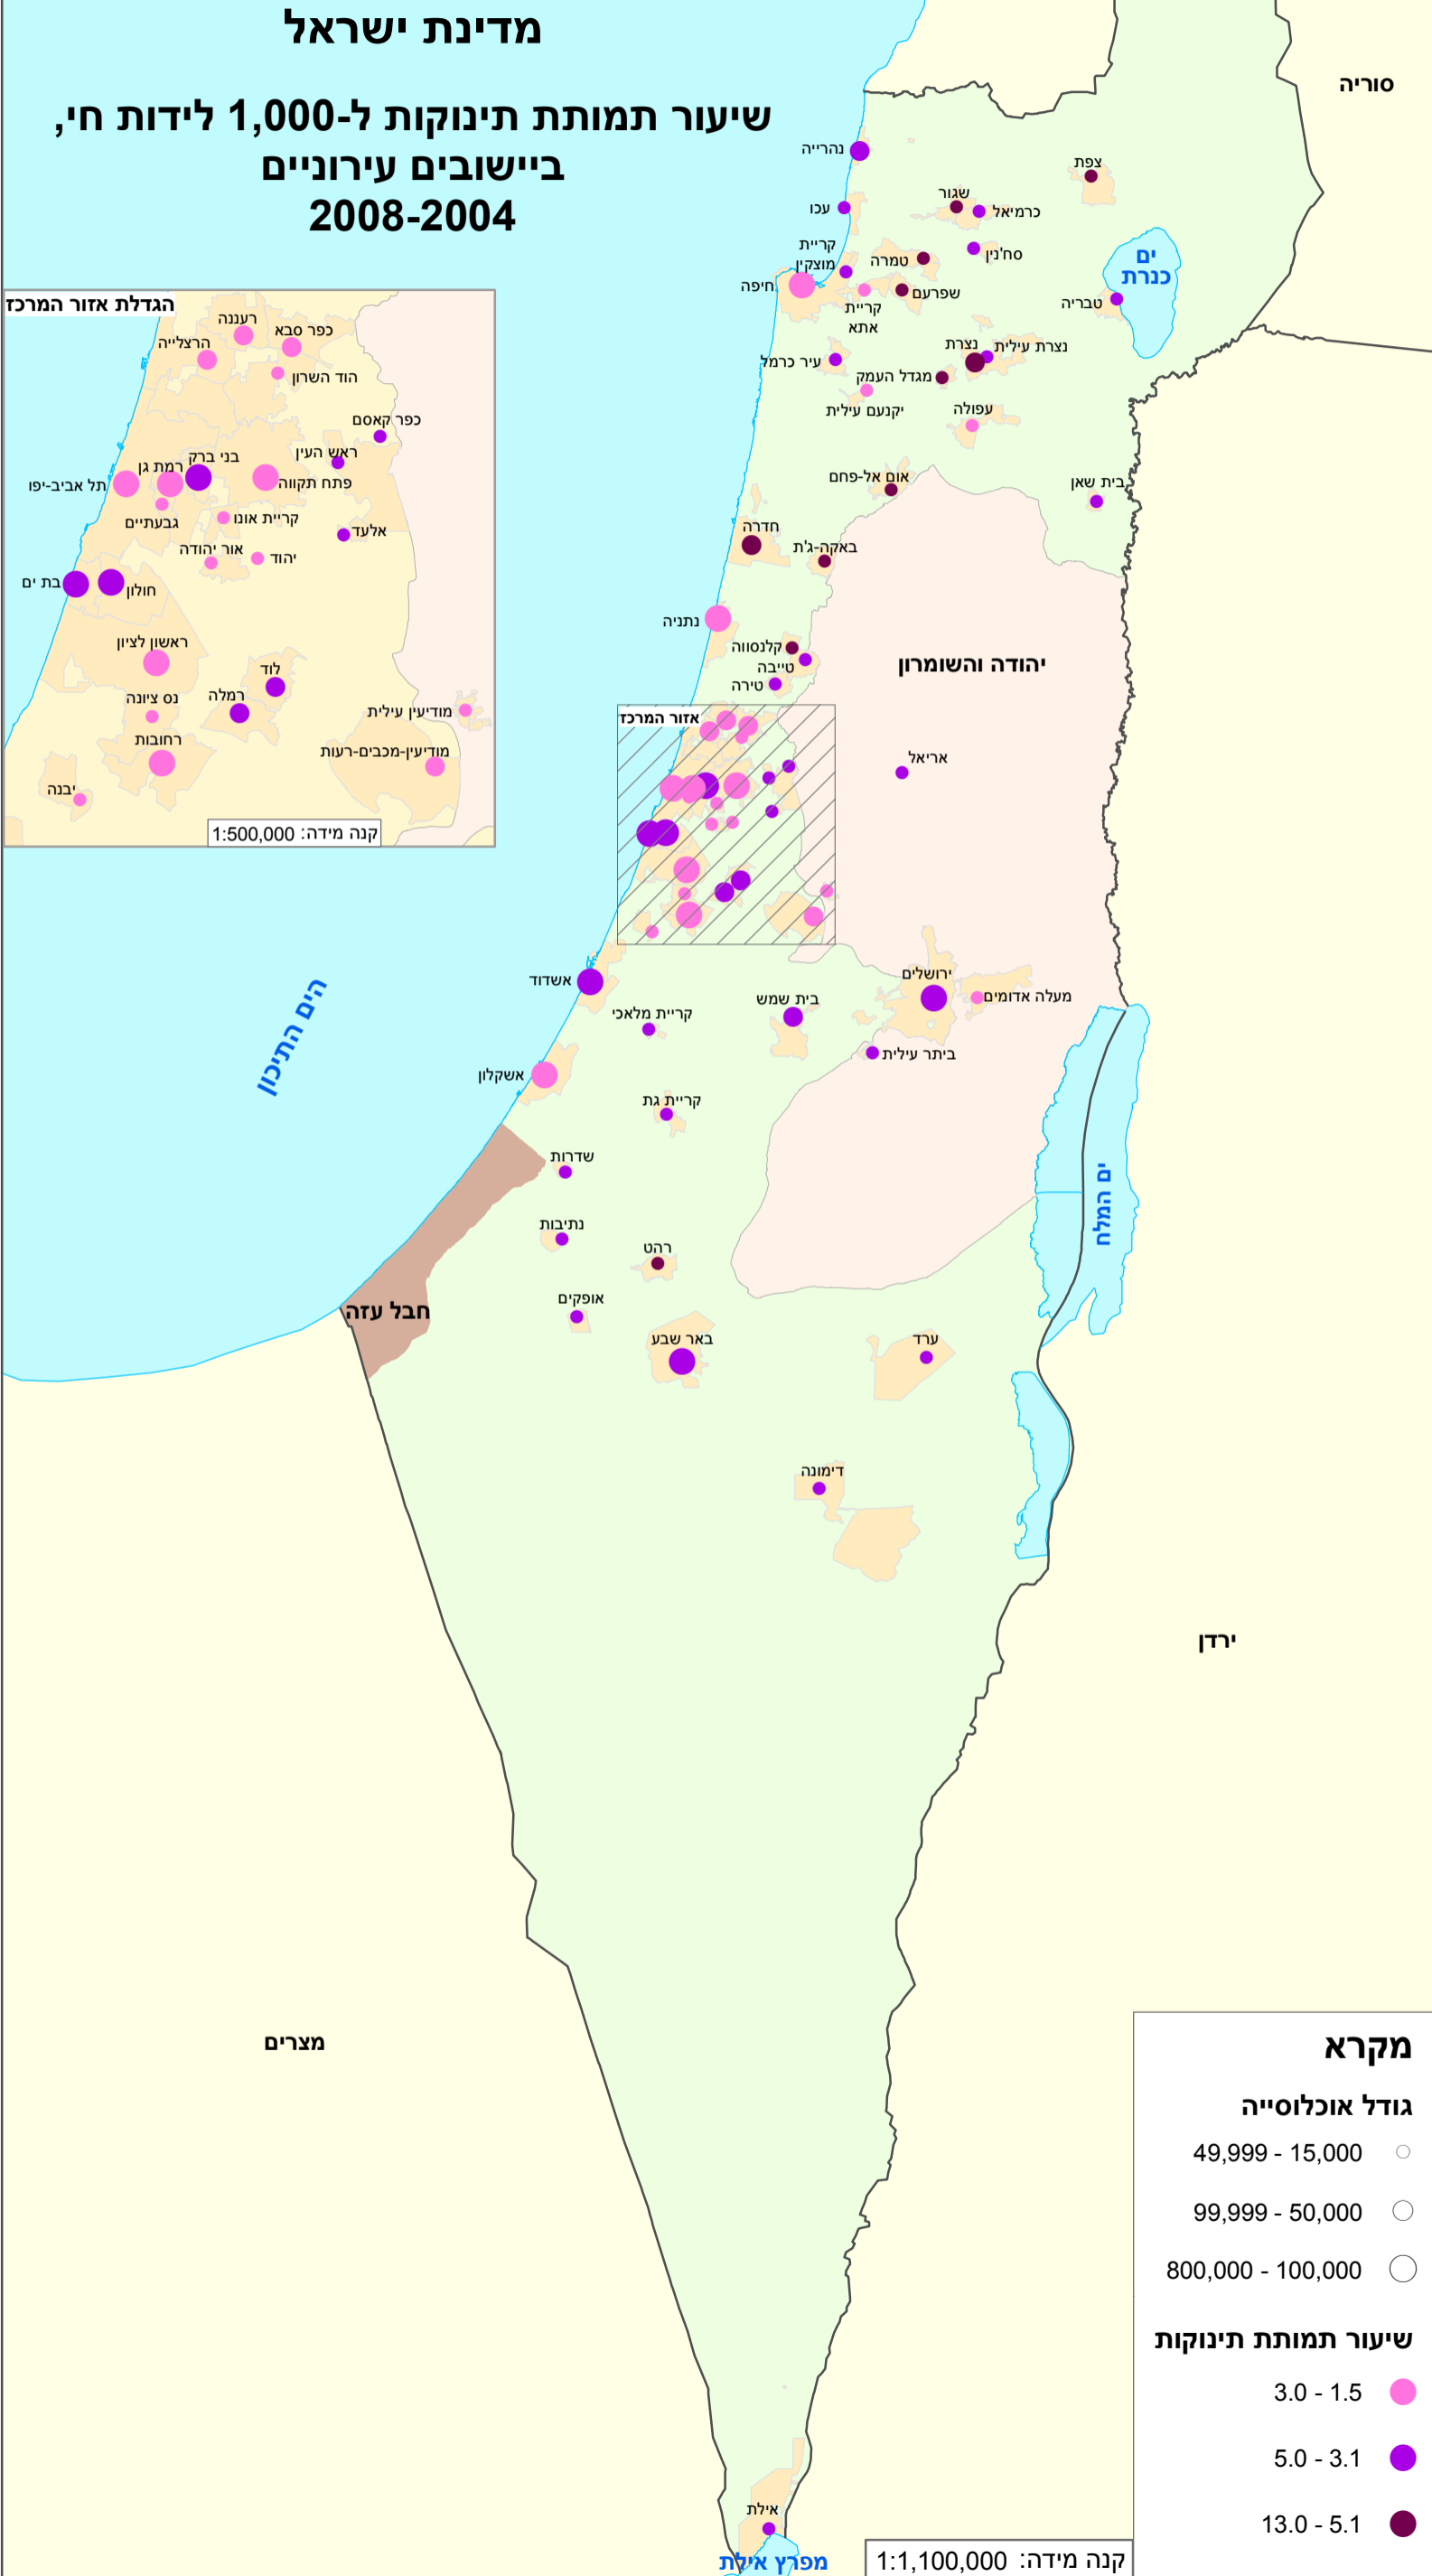 מדינת ישראל
שיעור תמותת תינוקות ל-1,000 לידות חי,
ביישובים עירוניים
2008-2004
סוריה
נהרייה
צפת
עכו
שגור
כרמיאל
קריית
מוצקין
טמרה
סח'נין
ים
כנרת
חיפה
קריית
אתא
שפרעם
טבריה
נצרת
נצרת עילית
עיר כרמל
מגדל העמק
יקנעם עילית
עפולה
אום אל-פחם
בית שאן
חדרה
באקה-ג'ת
נתניה
קלנסווה
טייבה
טירה
יהודה והשומרון
אזור המרכז
אריאל
הגדלת אזור המרכז
רעננה
כפר סבא
הרצלייה
הוד השרון
כפר קאסם
ראש העין
בני ברק
רמת גן
תל אביב-יפו
פתח תקווה
גבעתיים
קריית אונו
אלעד
אור יהודה
יהוד
בת ים
חולון
ראשון לציון
לוד
נס ציונה
רמלה
מודיעין עילית
רחובות
מודיעין-מכבים-רעות
יבנה
קנה מידה: 1:500,000
הים התיכון
אשדוד
קריית מלאכי
בית שמש
ירושלים
מעלה אדומים
ביתר עילית
אשקלון
קריית גת
שדרות
נתיבות
רהט
ים המלח
חבל עזה
אופקים
באר שבע
ערד
דימונה
ירדן
מצרים
אילת
מפרץ אילת
מקרא
גודל אוכלוסייה
49,999 - 15,000
99,999 - 50,000
800,000 - 100,000
שיעור תמותת תינוקות
3.0 - 1.5
5.0 - 3.1
13.0 - 5.1
קנה מידה: 1:1,100,000